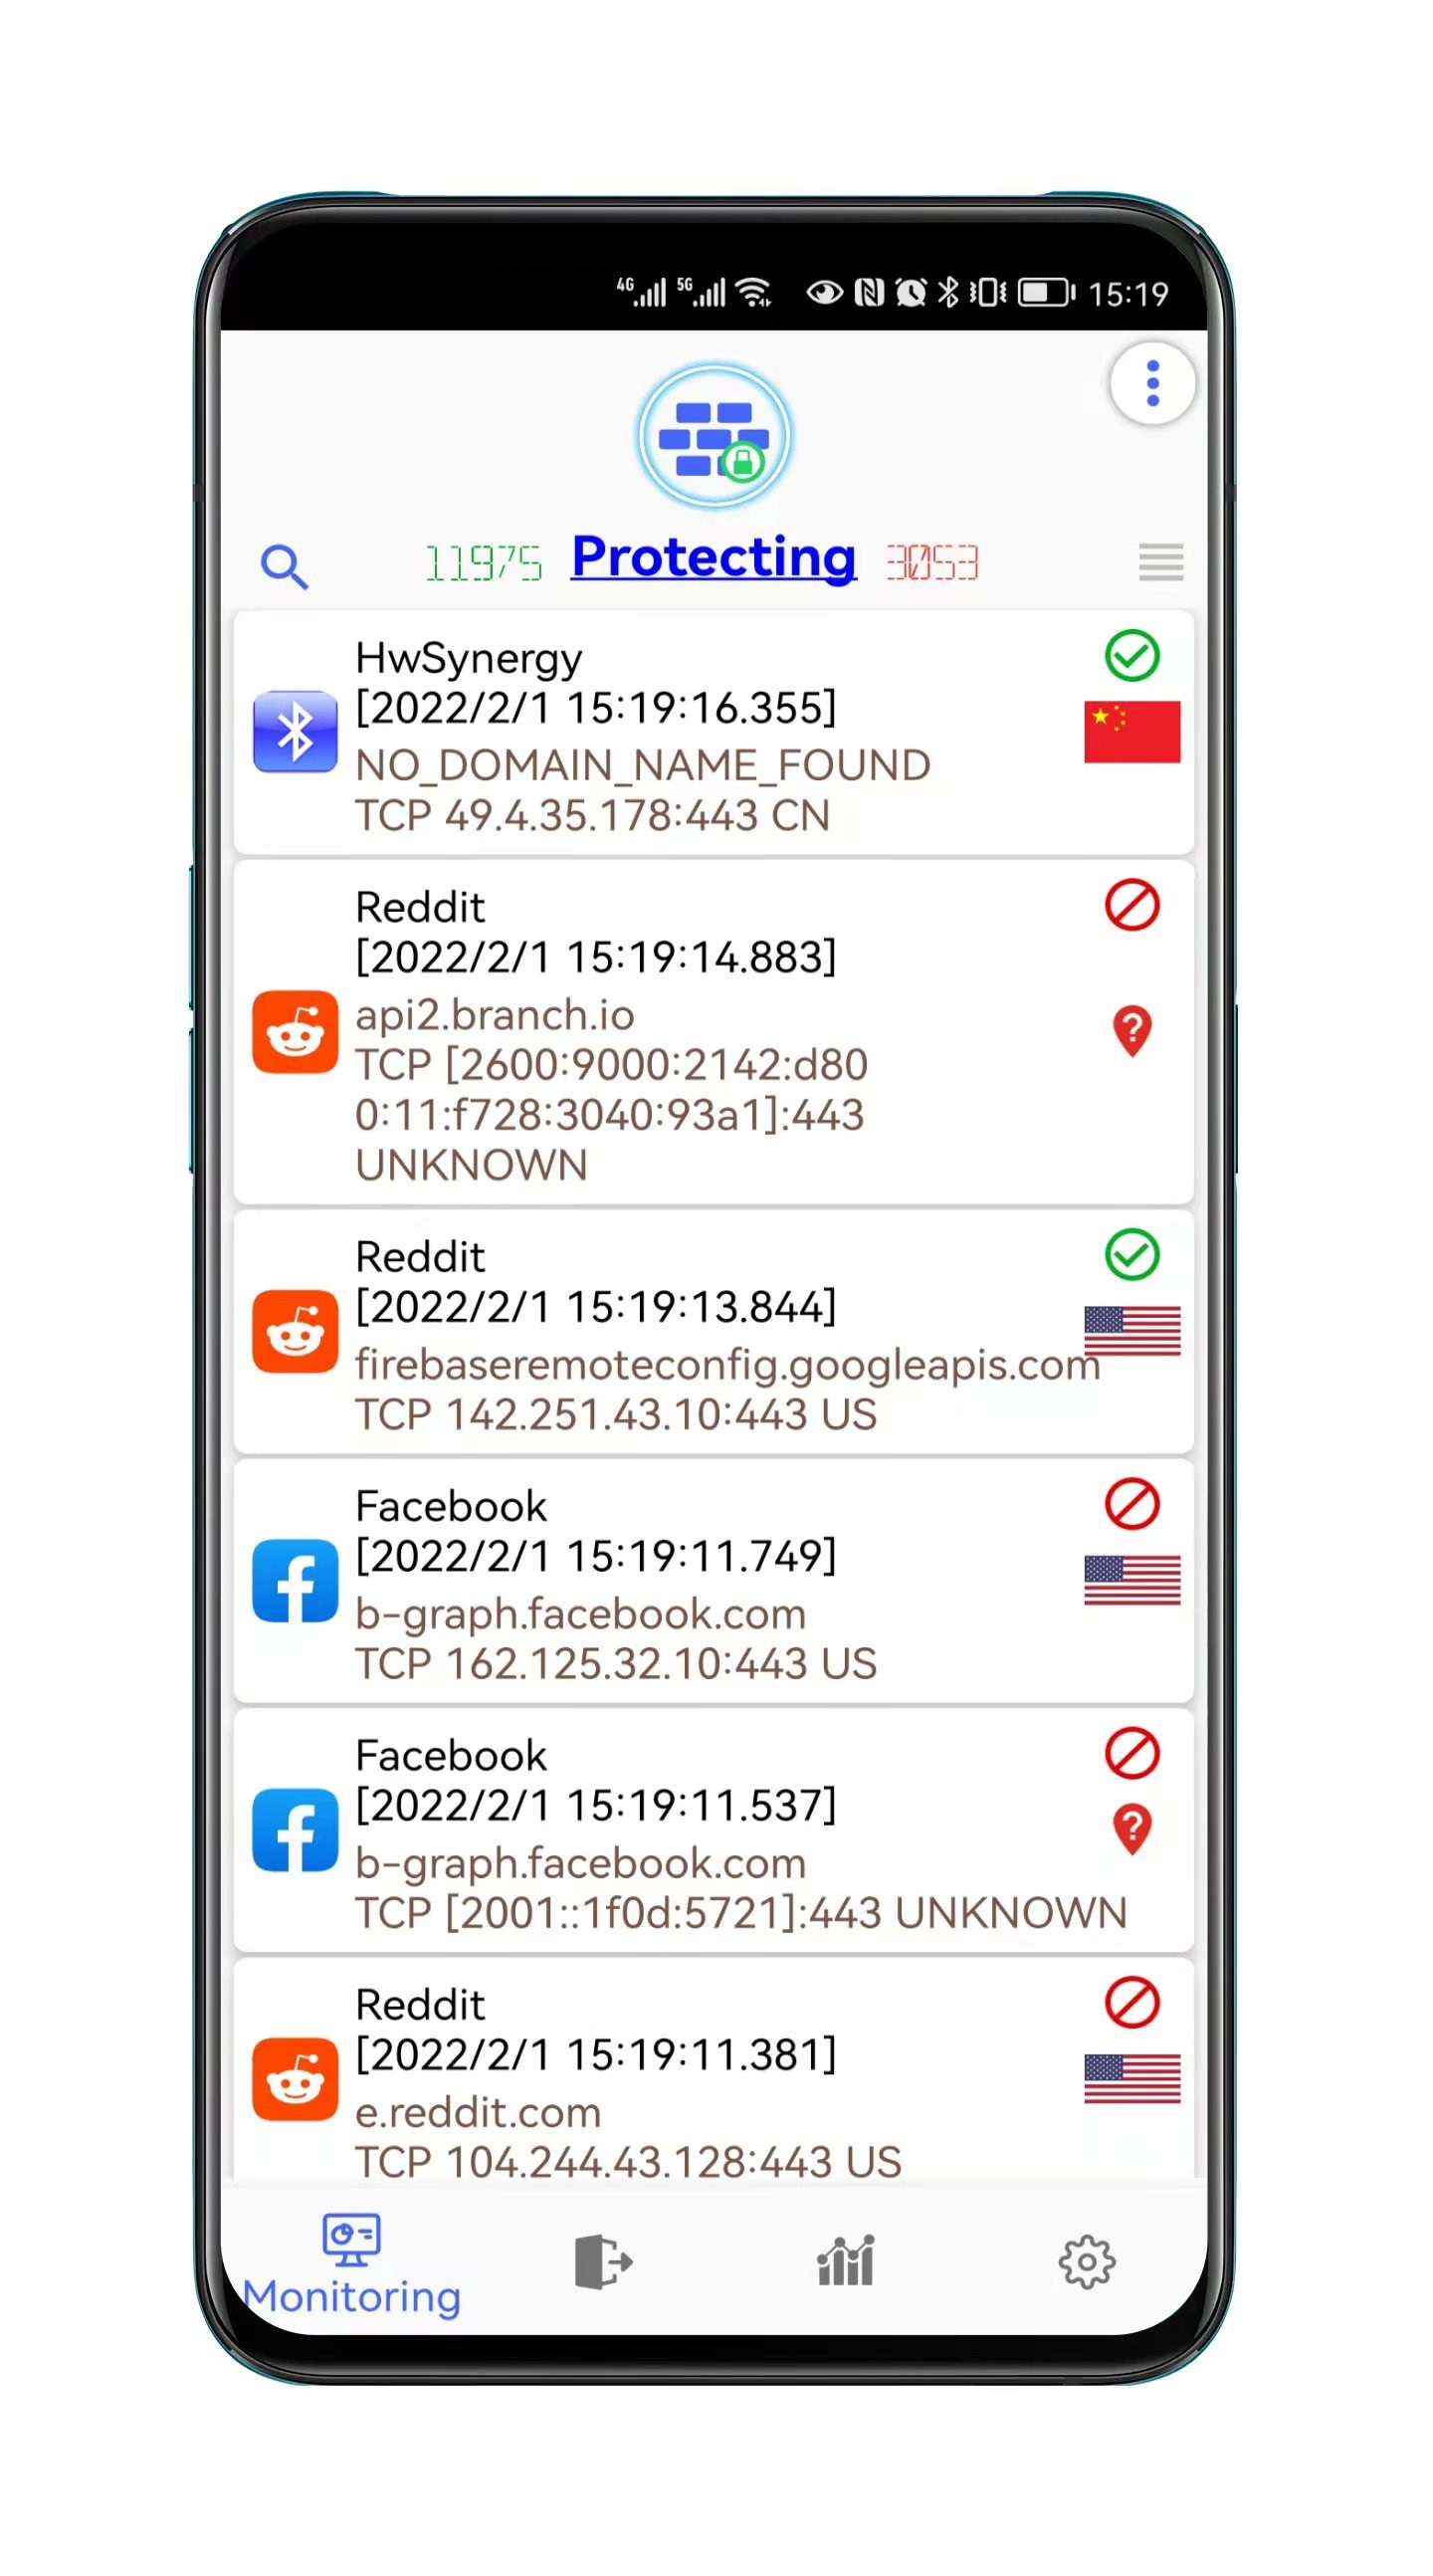 4G 5G 15:19
11975 Protecting 3053
HwSynergy
[2022/2/1 15:19:16.355]
NO_DOMAIN_NAME_FOUND
TCP 49.4.35.178:443 CN
Reddit
[2022/2/1 15:19:14.883]
api2.branch.io
TCP [2600:9000:2142:d80
0:11:f728:3040:93a1]:443
UNKNOWN
Reddit
[2022/2/1 15:19:13.844]
firebaseremoteconfig.googleapis.com
TCP 142.251.43.10:443 US
Facebook
[2022/2/1 15:19:11.749]
b-graph.facebook.com
TCP 162.125.32.10:443 US
Facebook
[2022/2/1 15:19:11.537]
b-graph.facebook.com
TCP [2001::1f0d:5721]:443 UNKNOWN
Reddit
[2022/2/1 15:19:11.381]
e.reddit.com
TCP 104.244.43.128:443 US
Monitoring